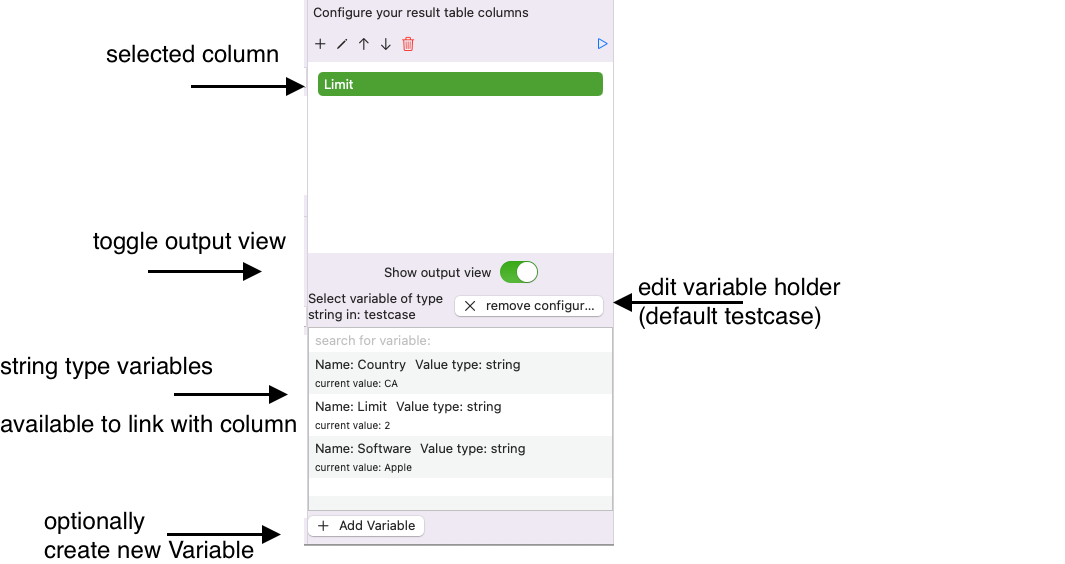 Configure your result table columns
selected column
Limit
toggle output view
Show output view
edit variable holder
(default testcase)
Select variable of type
string in: testcase
remove configur...
search for variable:
string type variables
available to link with column
Name: Country Value type: string
current value: CA
Name: Limit Value type: string
current value: 2
Name: Software Value type: string
current value: Apple
optionally
create new Variable
Add Variable